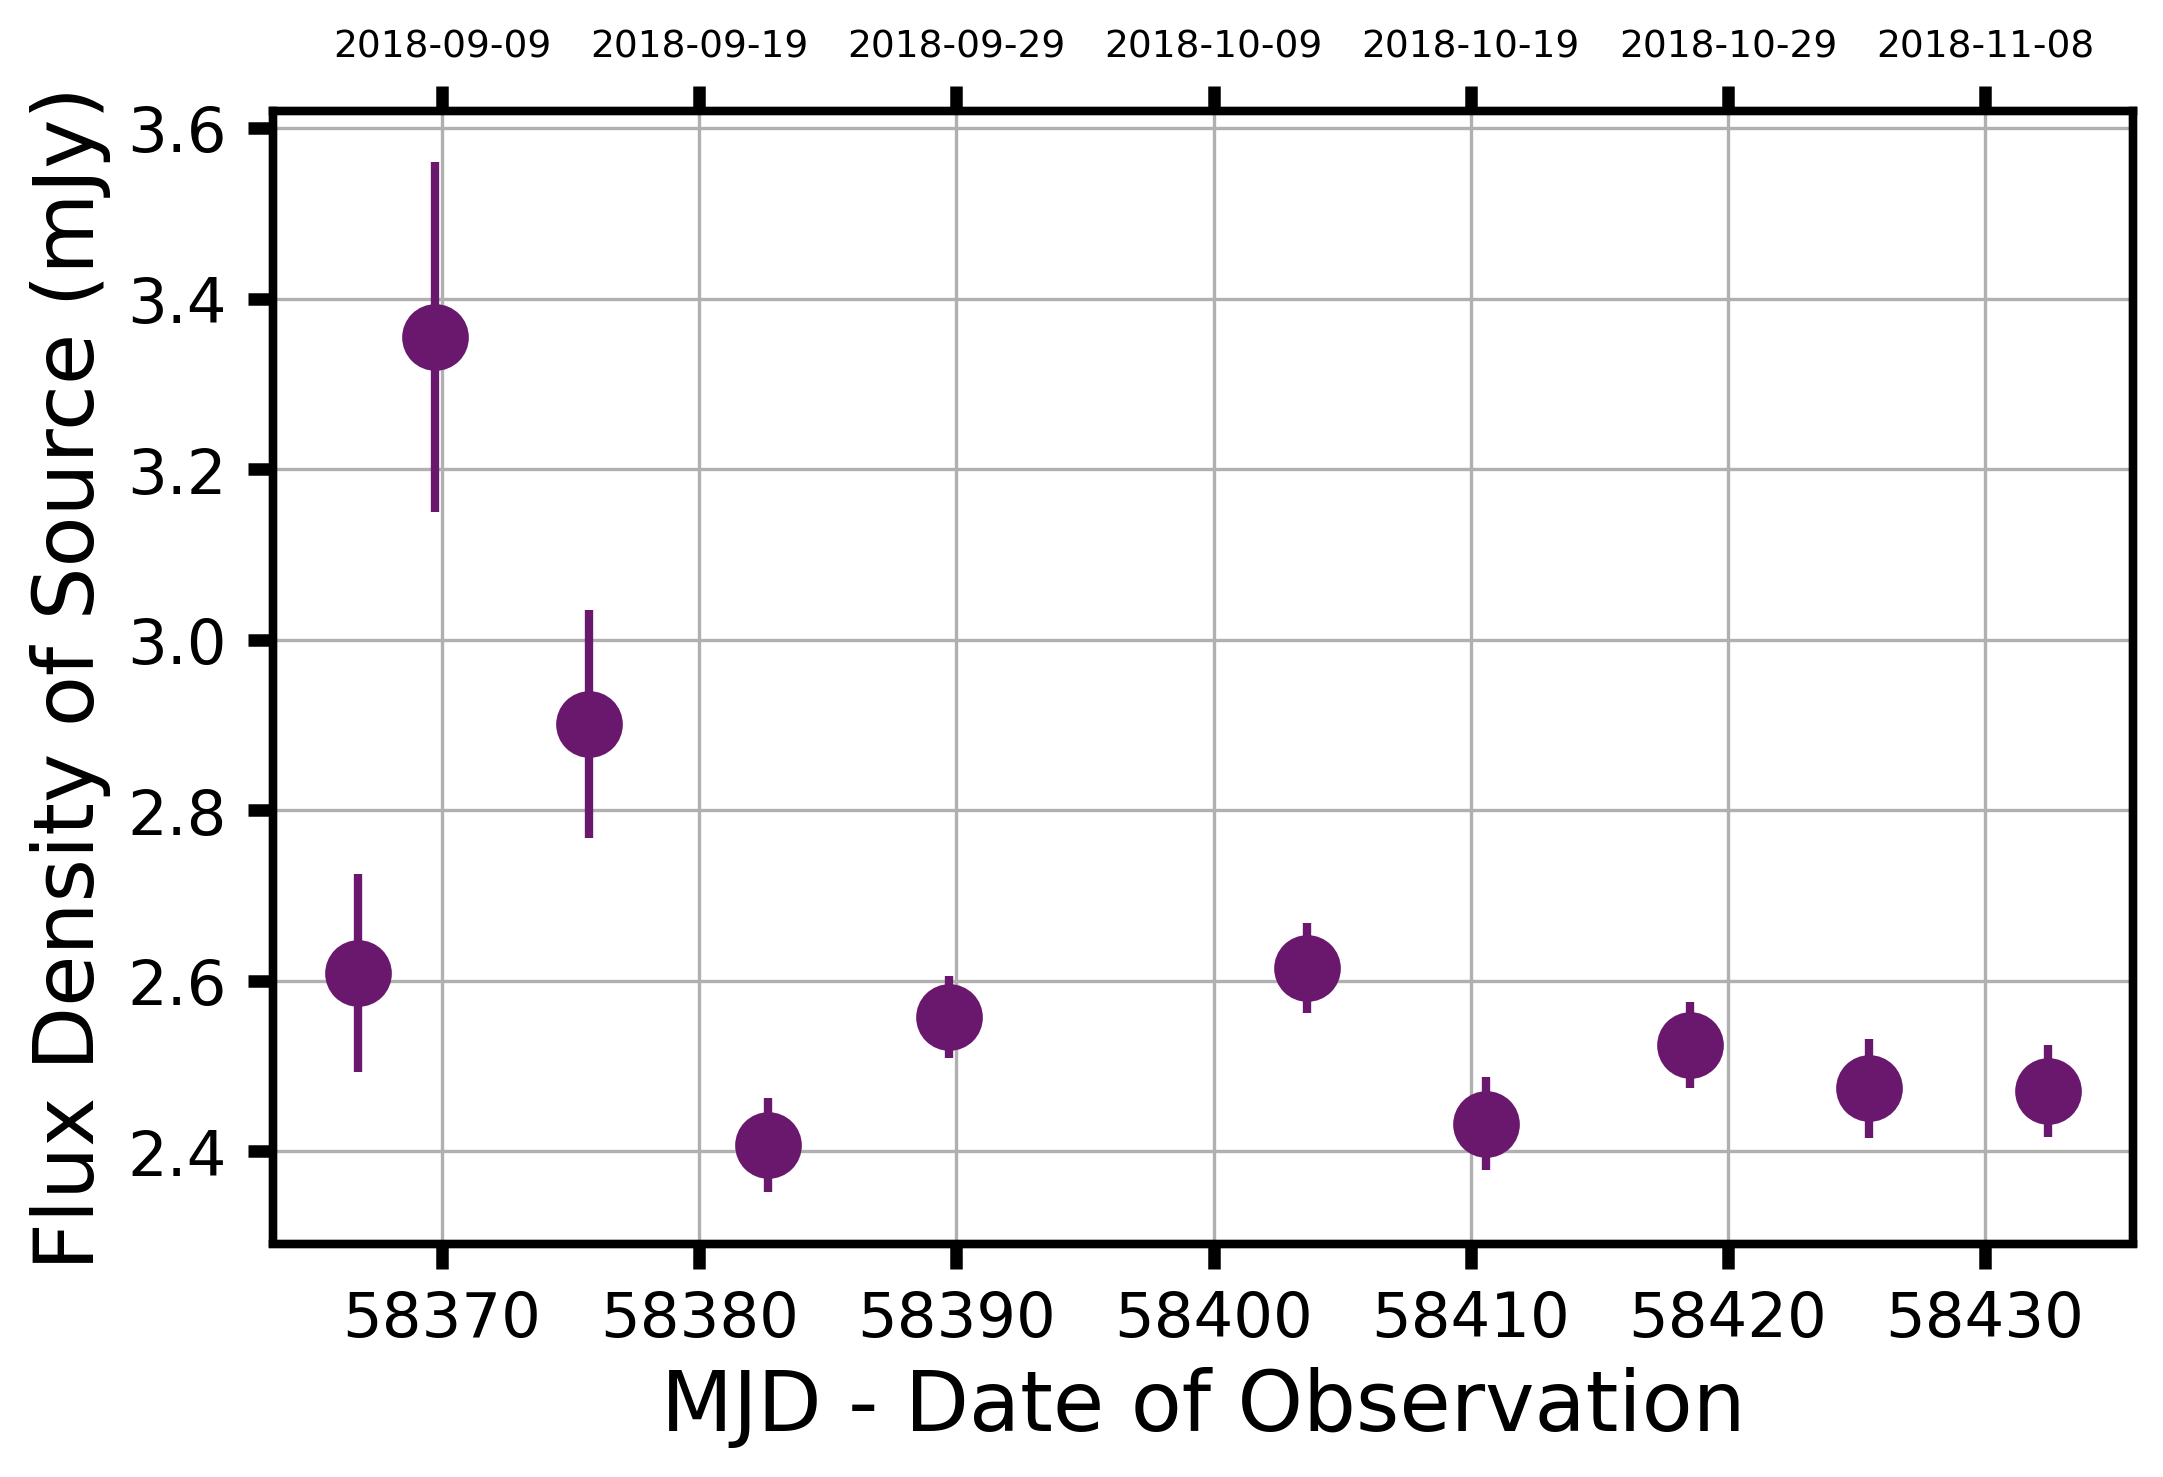 2018-09-09 2018-09-19 2018-09-29 2018-10-09 2018-10-19 2018-10-29 2018-11-08
Flux Density of Source (mJy)
3.6
3.4
3.2
3.0
2.8
2.6
2.4
58370 58380 58390 58400 58410 58420 58430
MJD - Date of Observation